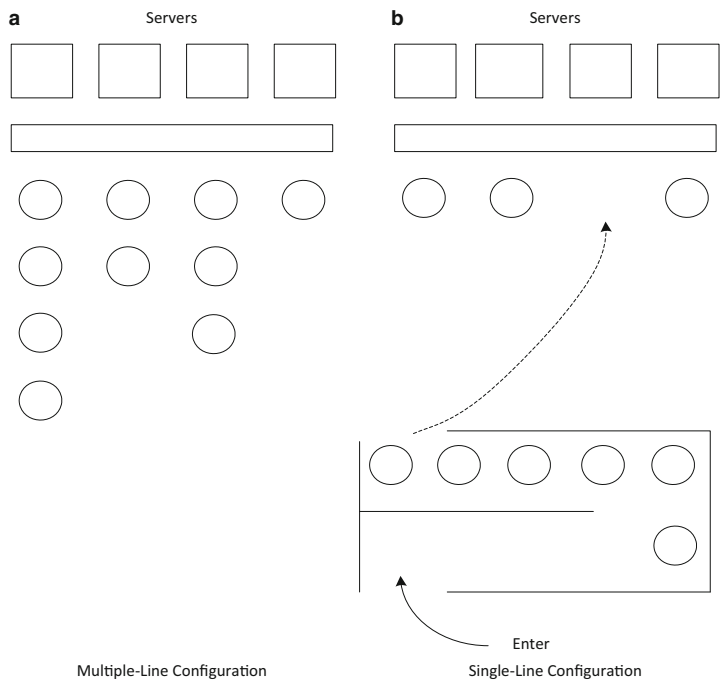 a
Servers
b
Servers
Enter
Multiple-Line Configuration
Single-Line Configuration